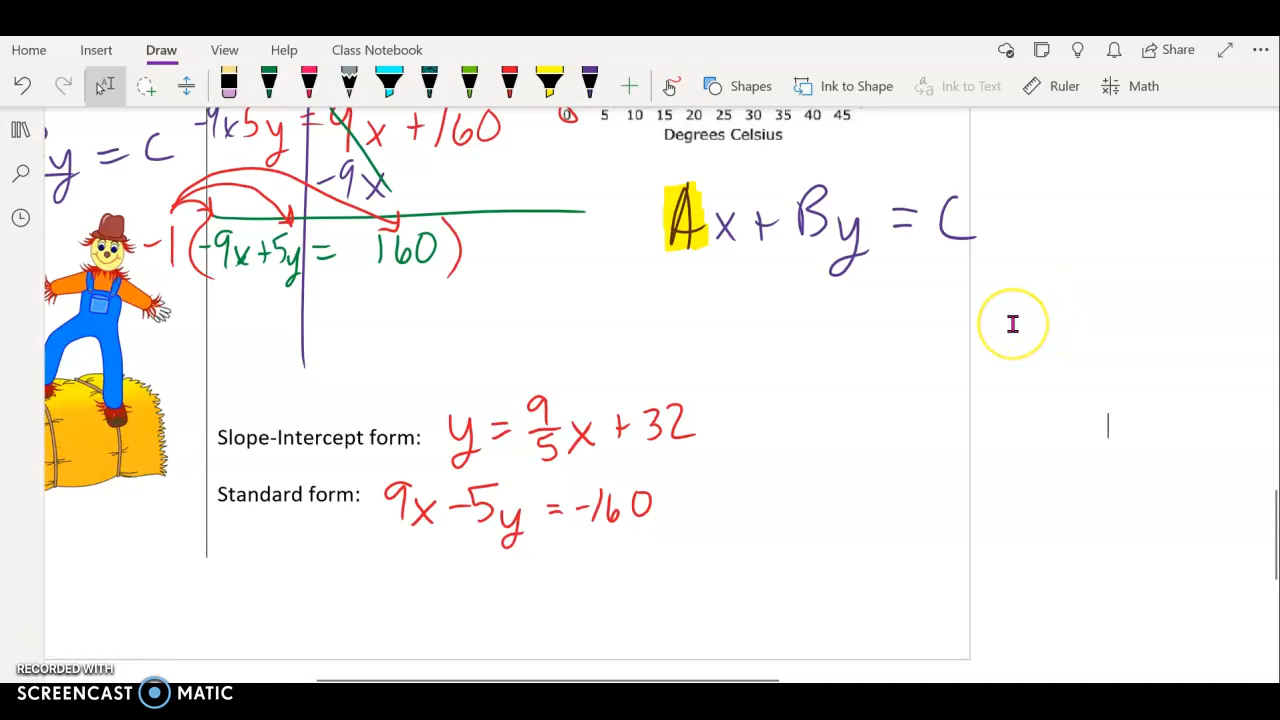 Home Insert Draw View Help Class Notebook Share
Shapes Ink to Shape Ink to Text Ruler Math
0 5 10 15 20 25 30 35 40 45
Degrees Celsius
-9x 5y = 9x + 160
y = C
-9x
Ax + By = C
-1(-9x+5y = 160)
Slope-Intercept form: y = 9/5 x + 32
Standard form: 9x - 5y = -160
RECORDED WITH
SCREENCAST MATIC